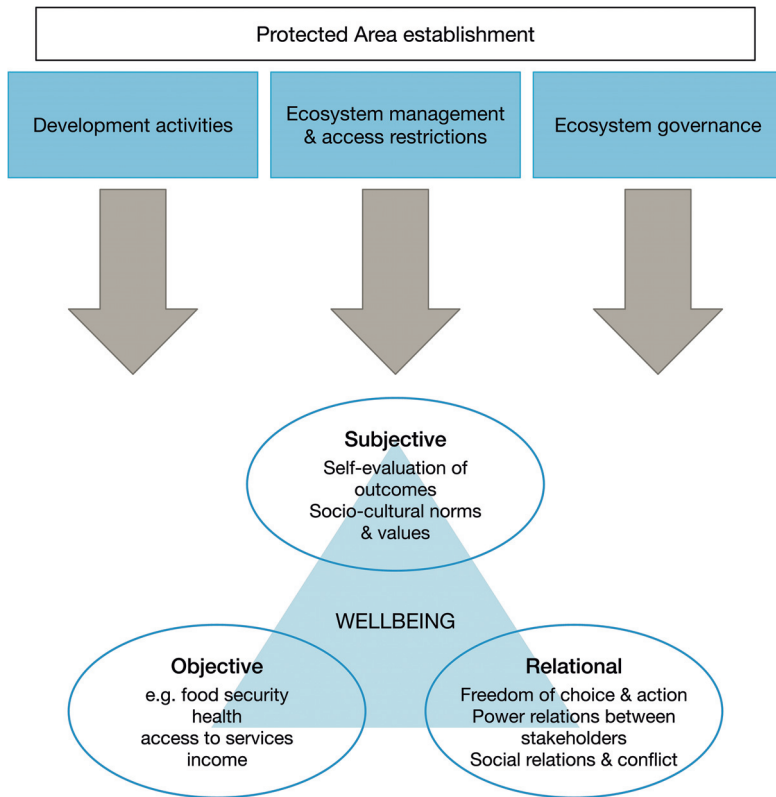 Protected Area establishment
Development activities
Ecosystem management
& access restrictions
Ecosystem governance
Subjective
Self-evaluation of
outcomes
Socio-cultural norms
& values
WELLBEING
Objective
e.g. food security
health
access to services
income
Relational
Freedom of choice & action
Power relations between
stakeholders
Social relations & conflict